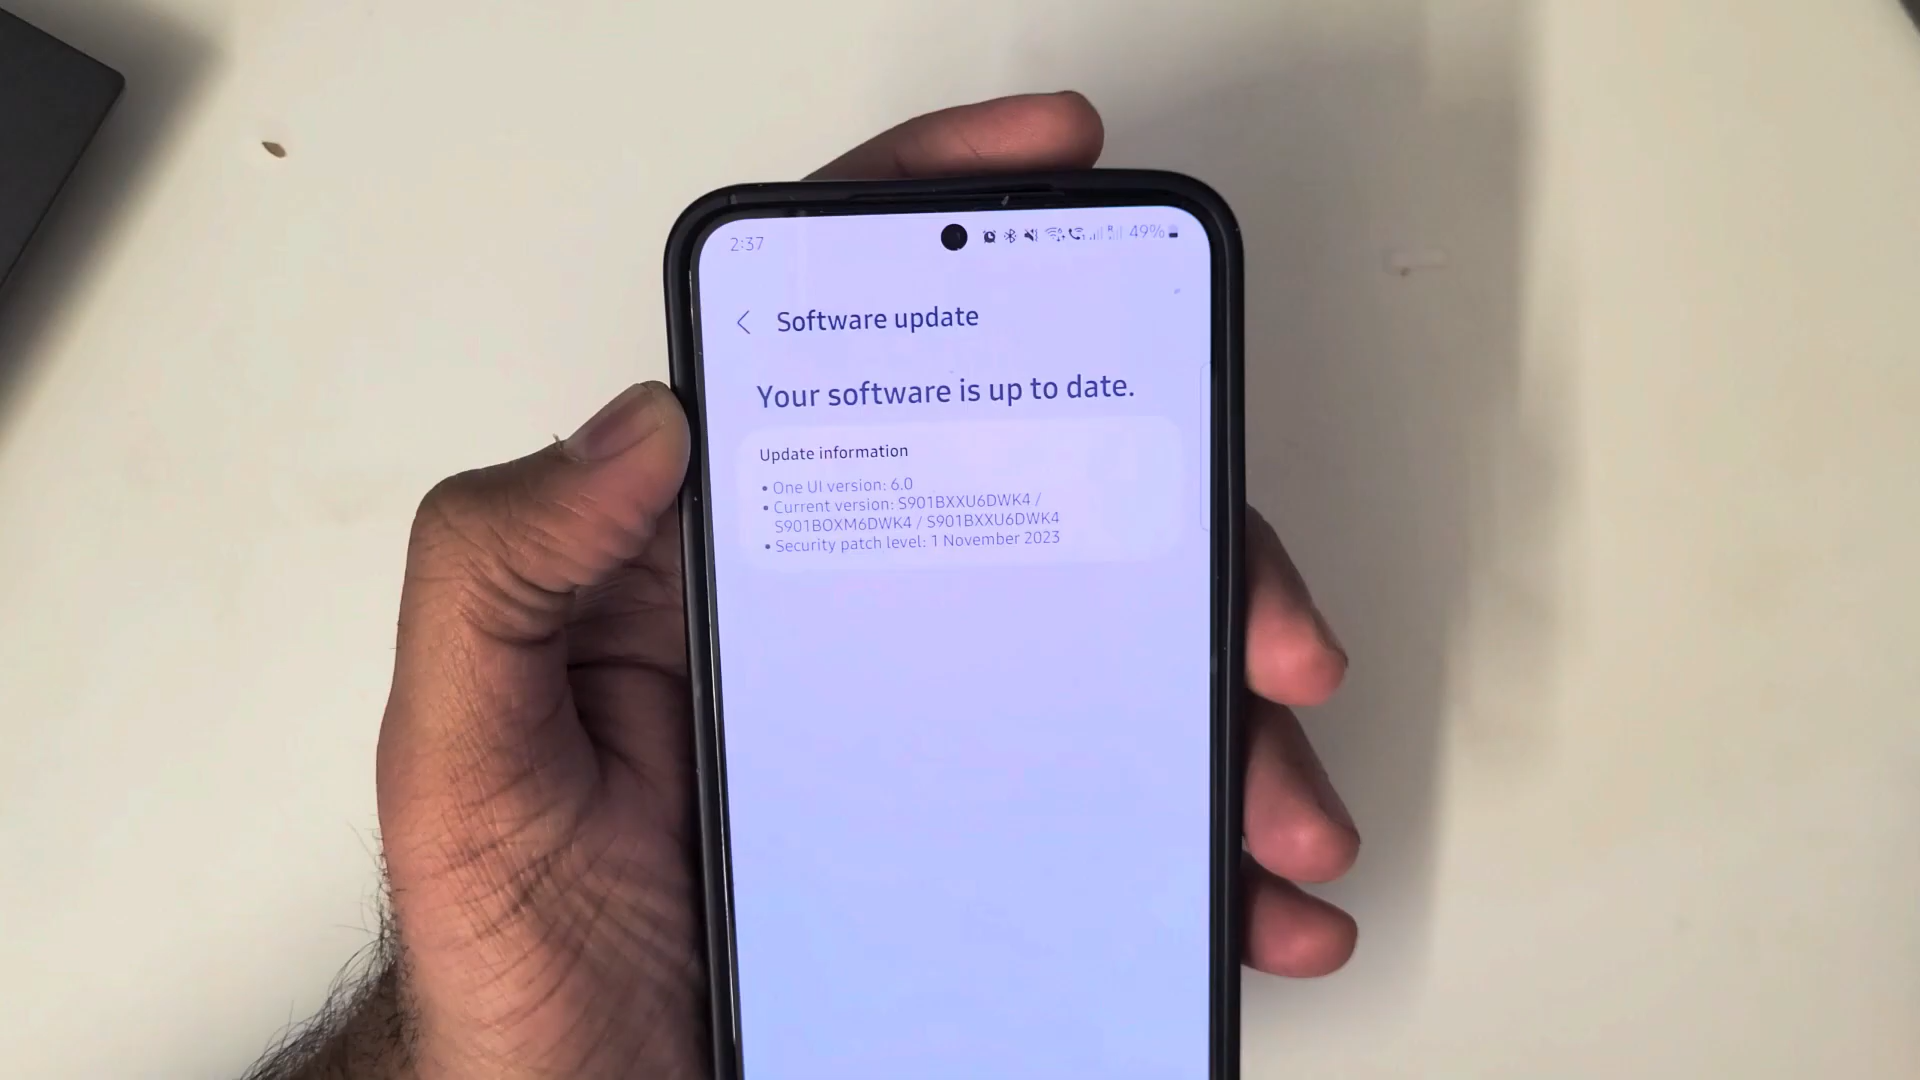 2:37 49%
Software update
Your software is up to date.
Update information
• One UI version: 6.0
• Current version: S901BXXU6DWK4 /
S901BOXM6DWK4 / S901BXXU6DWK4
• Security patch level: 1 November 2023